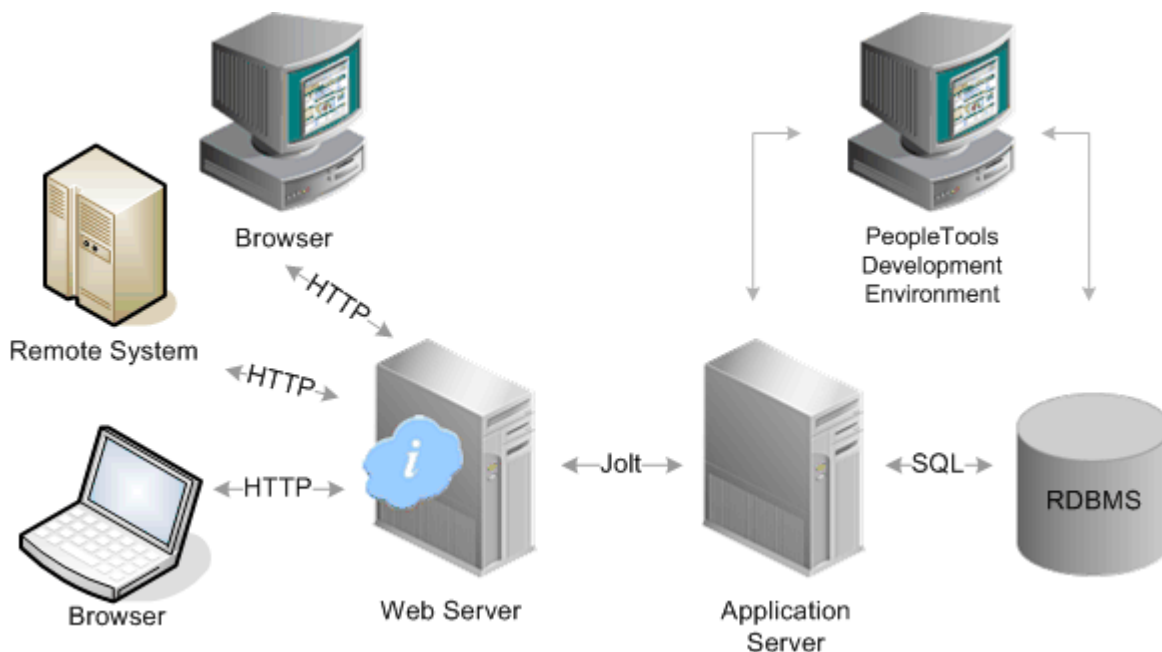 Browser
PeopleTools
Development
Environment
HTTP
Remote System
HTTP
i
HTTP
Jolt
SQL
RDBMS
Browser
Web Server
Application
Server